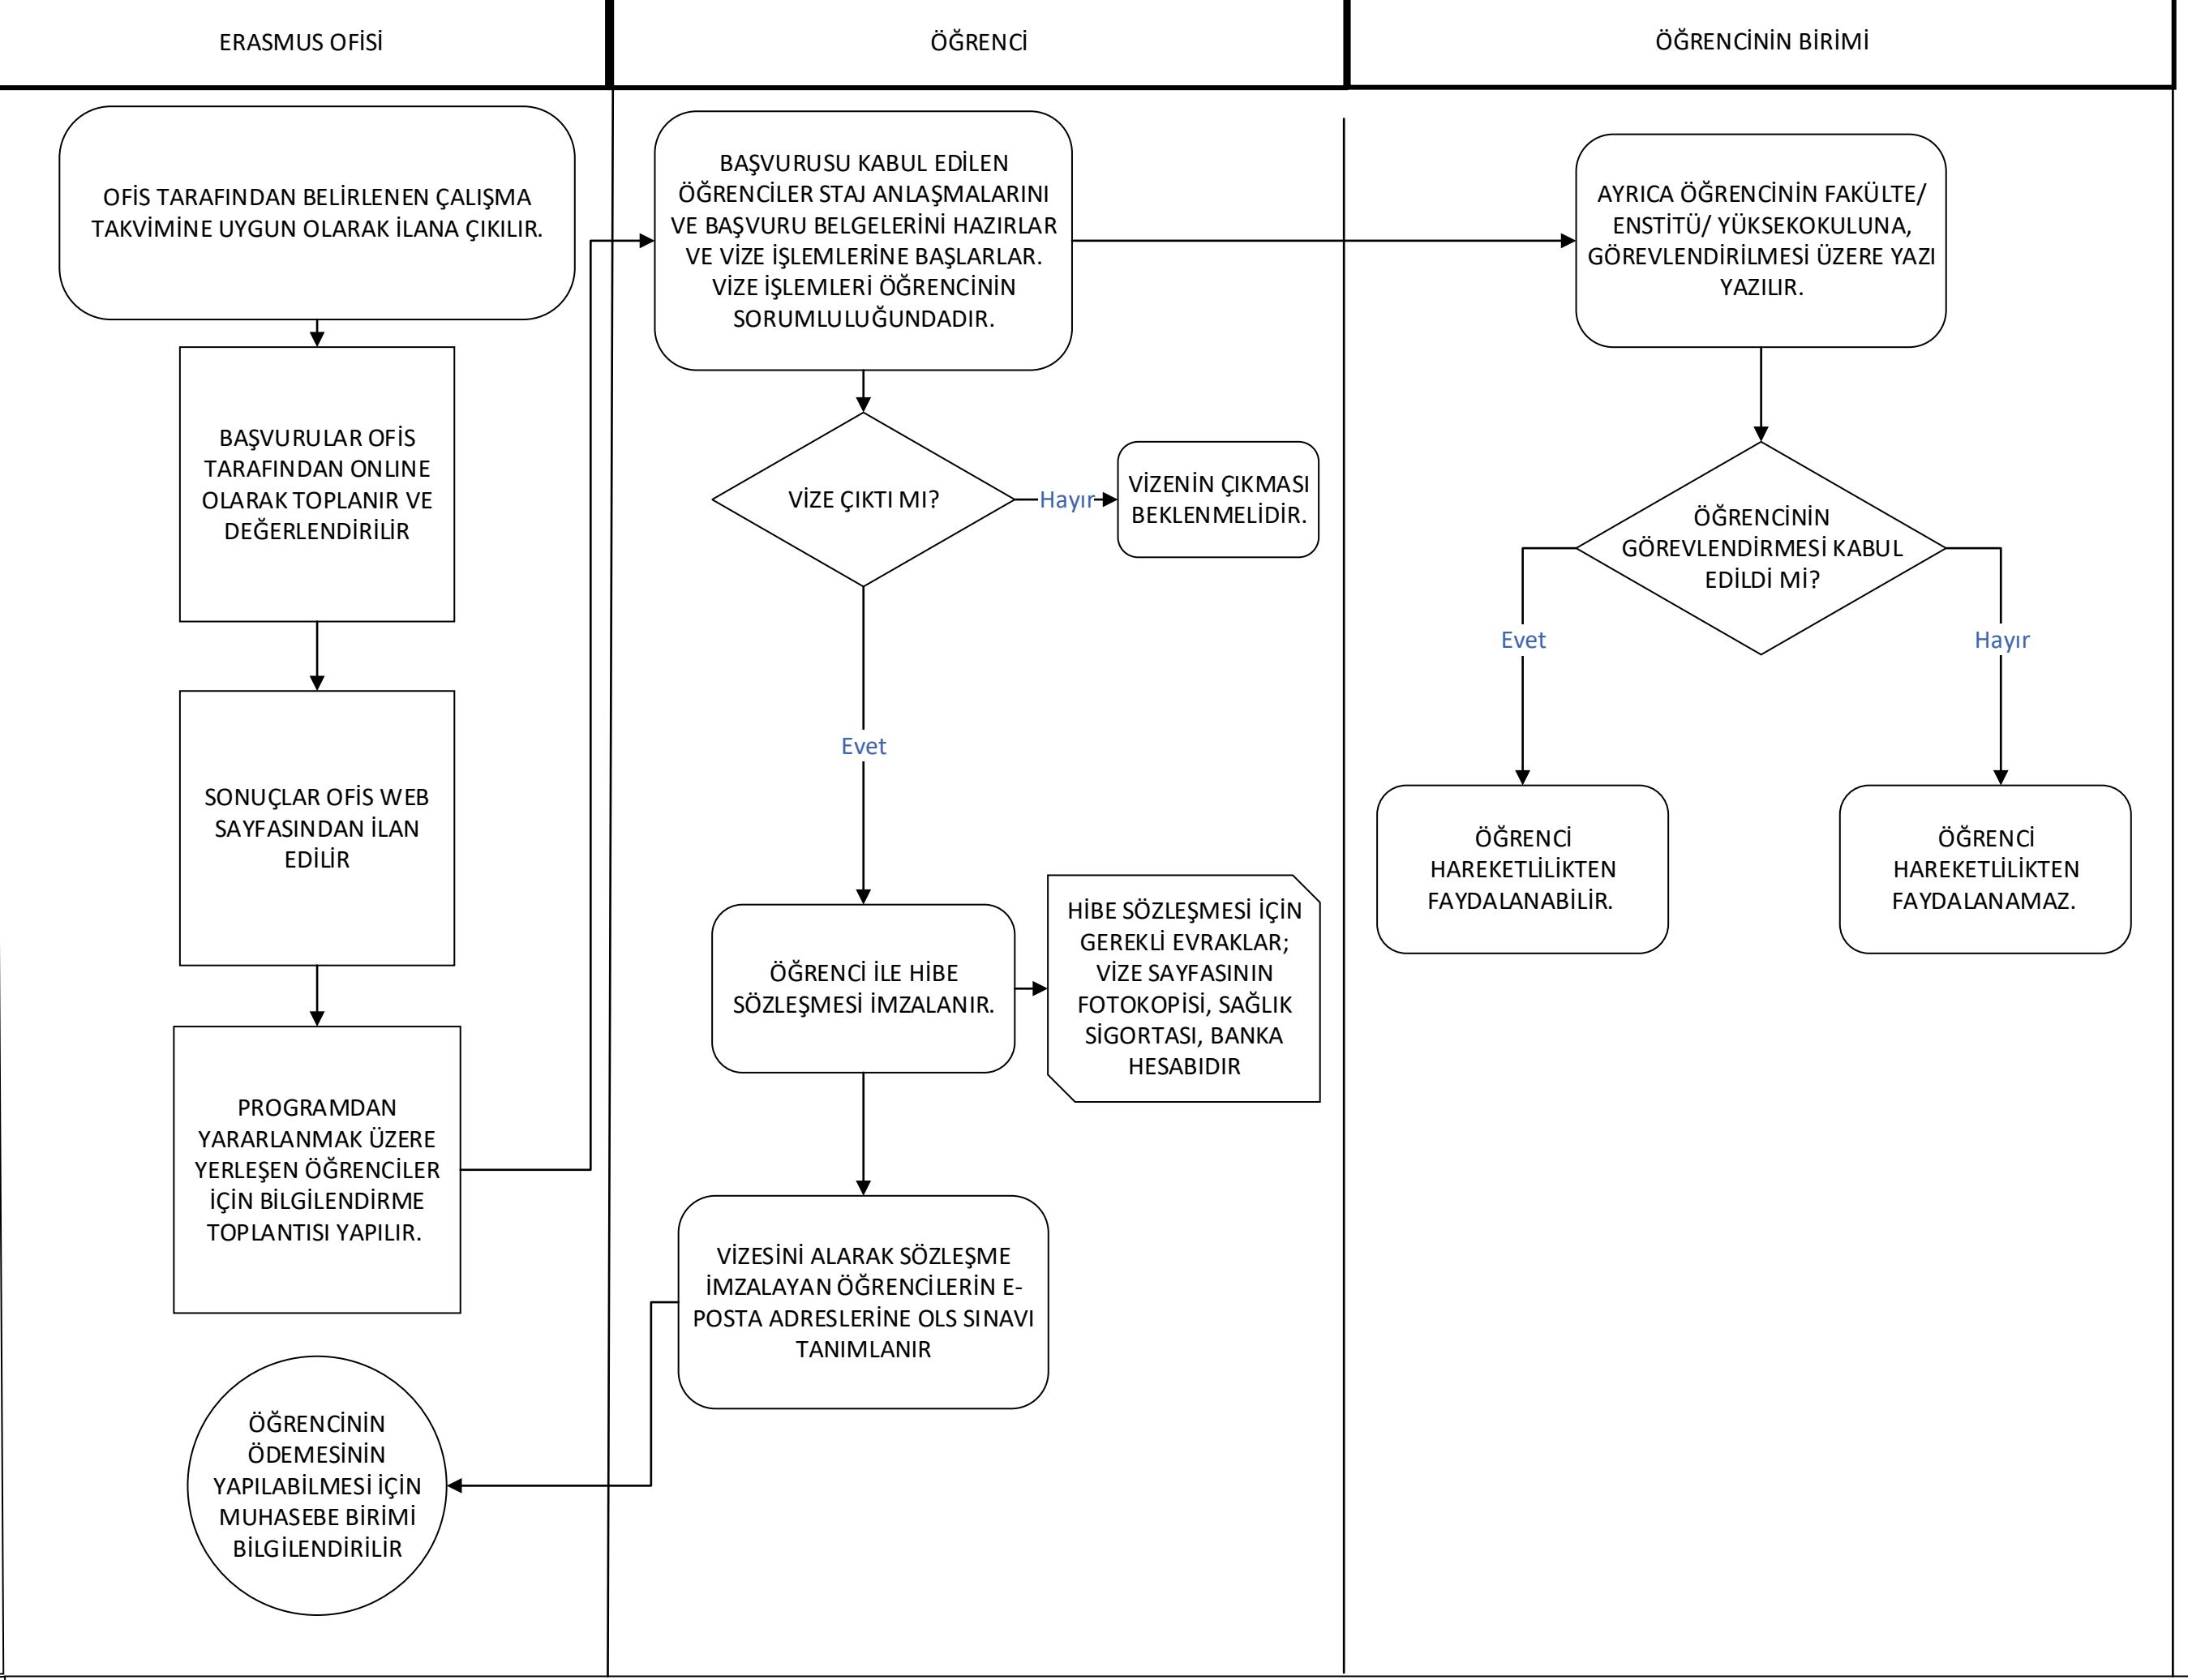 ERASMUS OFİSİ
ÖĞRENCİ
ÖĞRENCİNİN BİRİMİ
OFİS TARAFINDAN BELİRLENEN ÇALIŞMA
TAKVİMİNE UYGUN OLARAK İLANA ÇIKILIR.
BAŞVURULAR OFİS
TARAFINDAN ONLINE
OLARAK TOPLANIR VE
DEĞERLENDİRİLİR
SONUÇLAR OFİS WEB
SAYFASINDAN İLAN
EDİLİR
PROGRAMDAN
YARARLANMAK ÜZERE
YERLEŞEN ÖĞRENCİLER
İÇİN BİLGİLENDİRME
TOPLANTISI YAPILIR.
BAŞVURUSU KABUL EDİLEN
ÖĞRENCİLER STAJ ANLAŞMALARINI
VE BAŞVURU BELGELERİNİ HAZIRLAR
VE VİZE İŞLEMLERİNE BAŞLARLAR.
VİZE İŞLEMLERİ ÖĞRENCİNİN
SORUMLULUĞUNDADIR.
VİZE ÇIKTI MI?
Hayır
VİZENİN ÇIKMASI
BEKLENMELİDİR.
Evet
ÖĞRENCİ İLE HİBE
SÖZLEŞMESİ İMZALANIR.
HİBE SÖZLEŞMESİ İÇİN
GEREKLİ EVRAKLAR;
VİZE SAYFASININ
FOTOKOPİSİ, SAĞLIK
SİGORTASI, BANKA
HESABIDIR
VİZESİNİ ALARAK SÖZLEŞME
İMZALAYAN ÖĞRENCİLERİN E-
POSTA ADRESLERİNE OLS SINAVI
TANIMLANIR
ÖĞRENCİNİN
ÖDEMESİNİN
YAPILABİLMESİ İÇİN
MUHASEBE BİRİMİ
BİLGİLENDİRİLİR
AYRICA ÖĞRENCİNİN FAKÜLTE/
ENSTİTÜ/ YÜKSEKOKULUNA,
GÖREVLENDİRİLMESİ ÜZERE YAZI
YAZILIR.
ÖĞRENCİNİN
GÖREVLENDİRMESİ KABUL
EDİLDİ Mİ?
Evet
Hayır
ÖĞRENCİ
HAREKETLİLİKTEN
FAYDALANABİLİR.
ÖĞRENCİ
HAREKETLİLİKTEN
FAYDALANAMAZ.